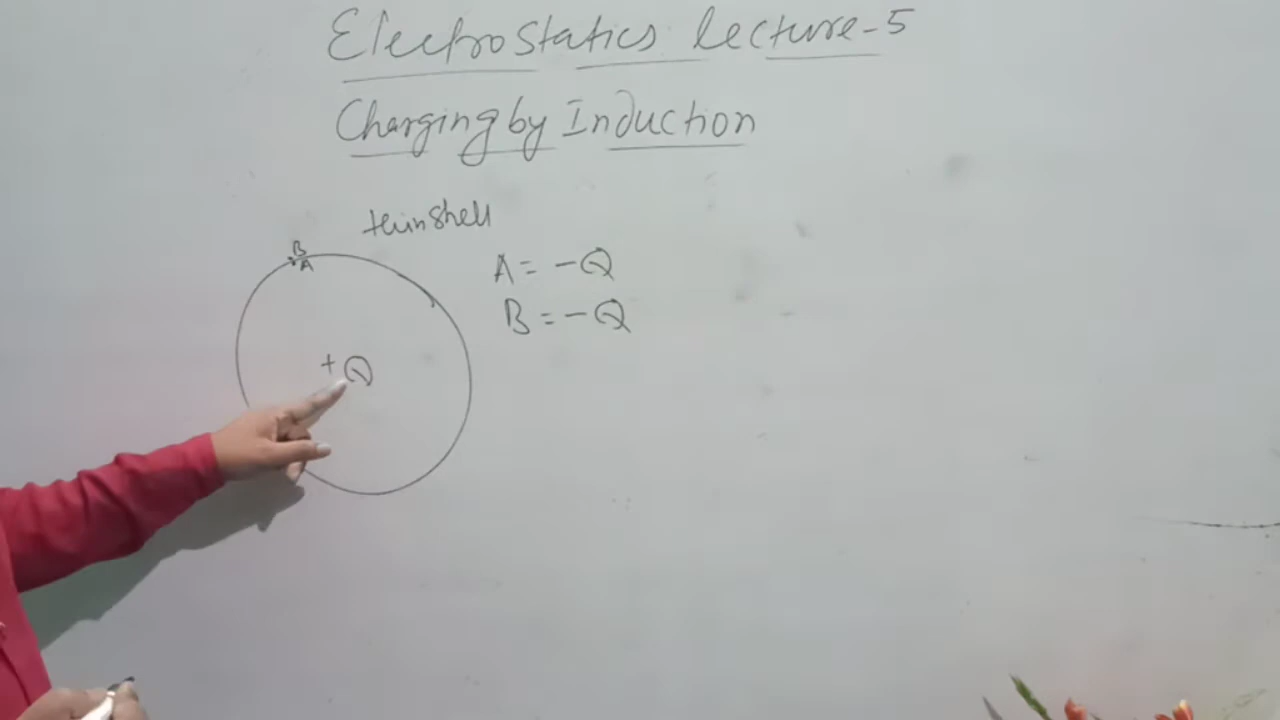 Electrostatics lecture-5
Charging by Induction
thin shell
B
A
A = -Q
B = -Q
+ Q